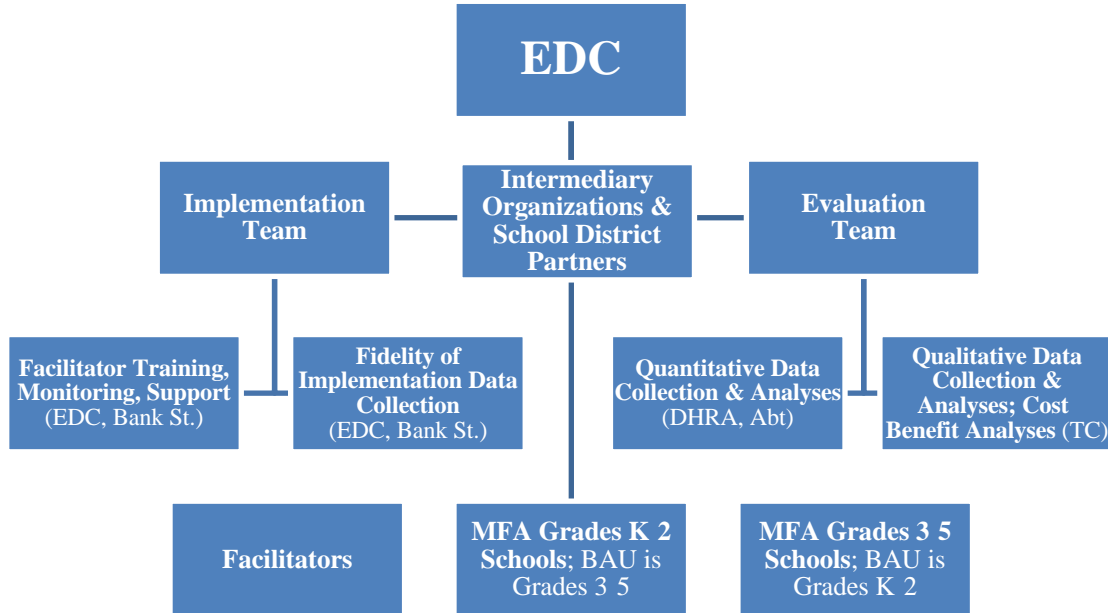 EDC
Implementation
Team
Intermediary
Organizations &
School District
Partners
Evaluation
Team
Facilitator Training,
Monitoring, Support
(EDC, Bank St.)
Fidelity of
Implementation Data
Collection
(EDC, Bank St.)
Quantitative Data
Collection & Analyses
(DHRA, Abt)
Qualitative Data
Collection &
Analyses; Cost
Benefit Analyses (TC)
Facilitators
MFA Grades K 2
Schools; BAU is
Grades 3 5
MFA Grades 3 5
Schools; BAU is
Grades K 2